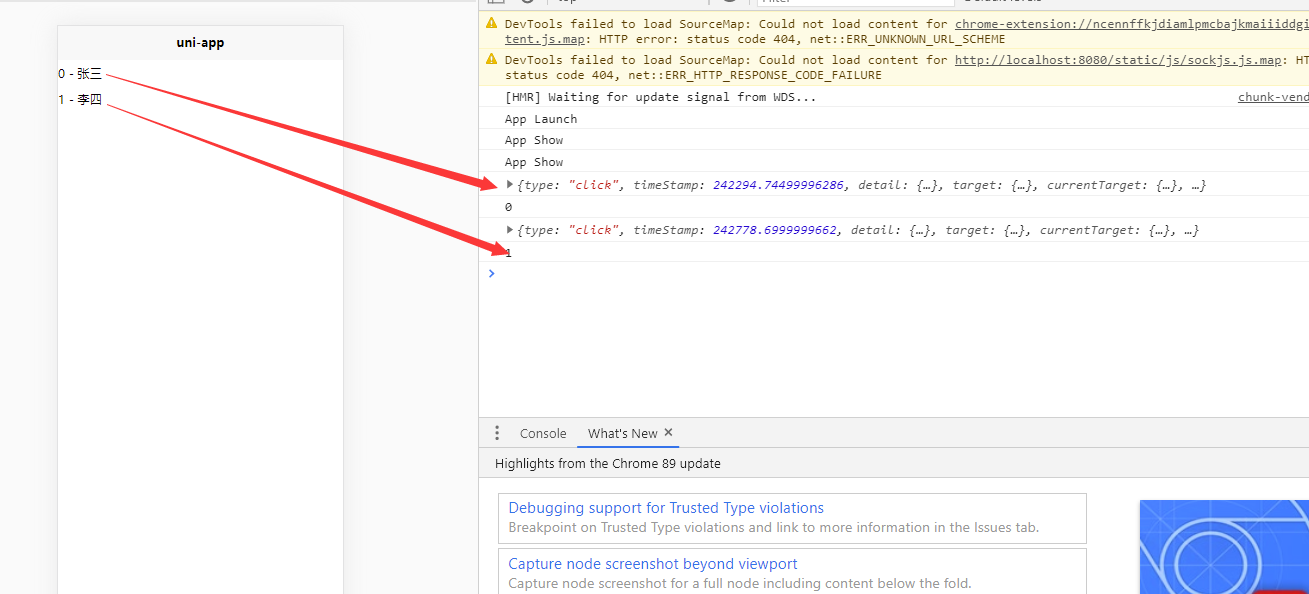 uni-app
0 - 张三
1 - 李四
DevTools failed to load SourceMap: Could not load content for chrome-extension://ncennffkjdiamlpmcbajkmaiiiddgi
tent.js.map: HTTP error: status code 404, net::ERR_UNKNOWN_URL_SCHEME
DevTools failed to load SourceMap: Could not load content for http://localhost:8080/static/js/sockjs.js.map: HT
status code 404, net::ERR_HTTP_RESPONSE_CODE_FAILURE
[HMR] Waiting for update signal from WDS... chunk-vend
App Launch
App Show
App Show
{type: "click", timeStamp: 242294.74499996286, detail: {…}, target: {…}, currentTarget: {…}, …}
0
{type: "click", timeStamp: 242778.6999999662, detail: {…}, target: {…}, currentTarget: {…}, …}
1
Console What's New
Highlights from the Chrome 89 update
Debugging support for Trusted Type violations
Breakpoint on Trusted Type violations and link to more information in the Issues tab.
Capture node screenshot beyond viewport
Capture node screenshot for a full node including content below the fold.